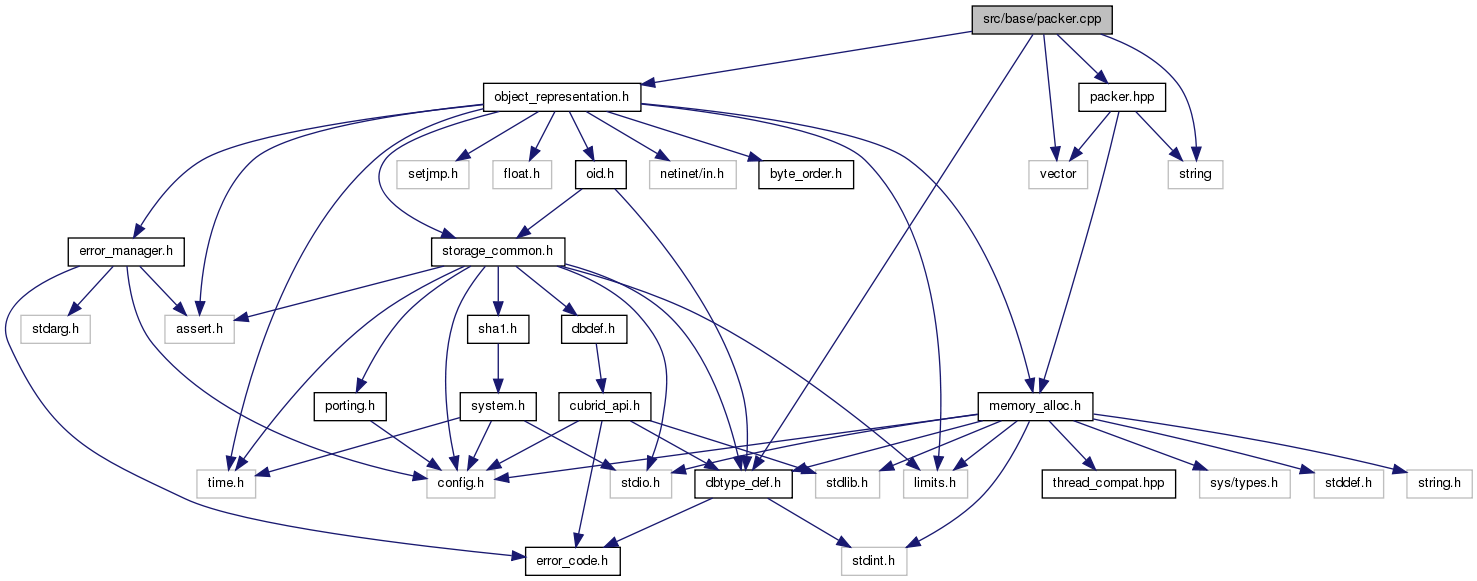 src/base/packer.cpp
object_representation.h
packer.hpp
setjmp.h
float.h
oid.h
netinet/in.h
byte_order.h
vector
string
error_manager.h
storage_common.h
stdarg.h
assert.h
sha1.h
dbdef.h
porting.h
system.h
cubrid_api.h
memory_alloc.h
time.h
config.h
stdio.h
dbtype_def.h
stdlib.h
limits.h
thread_compat.hpp
sys/types.h
stddef.h
string.h
error_code.h
stdint.h